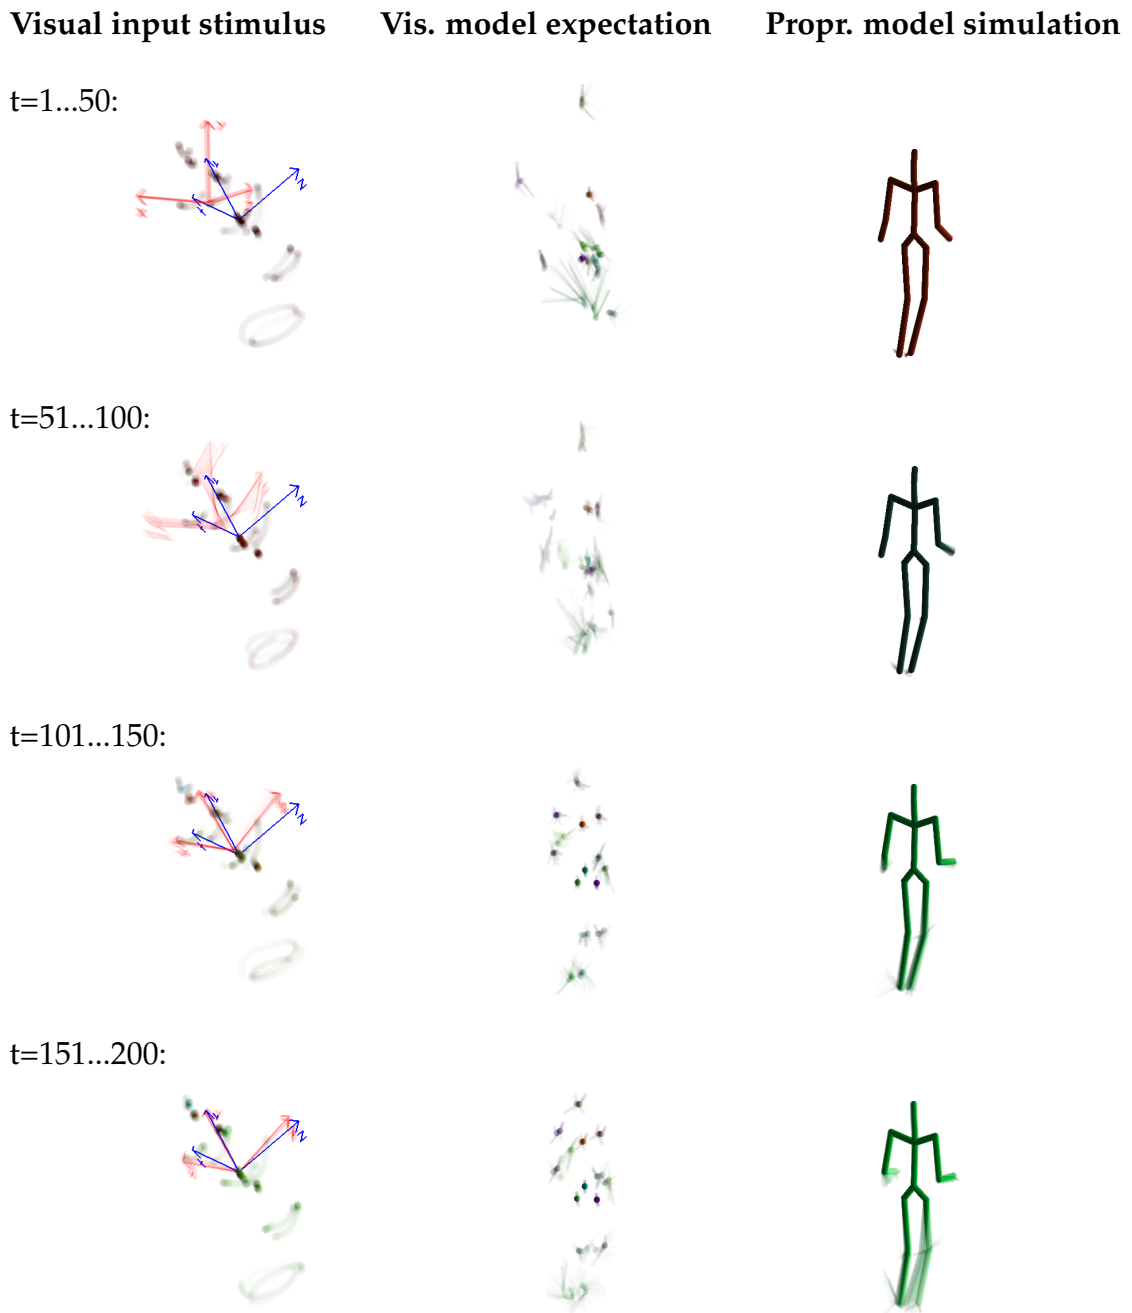 Visual input stimulus Vis. model expectation Propr. model simulation
t=1...50:
t=51...100:
t=101...150:
t=151...200: